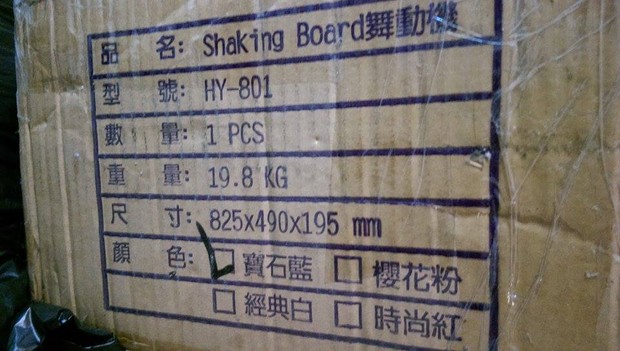 品 名: Shaking Board舞動機
型 號: HY-801
數 量: 1 PCS
重 量: 19.8 KG
尺 寸: 825x490x195 mm
顏 色: □ 寶石藍 □ 櫻花粉
□ 經典白 □ 時尚紅